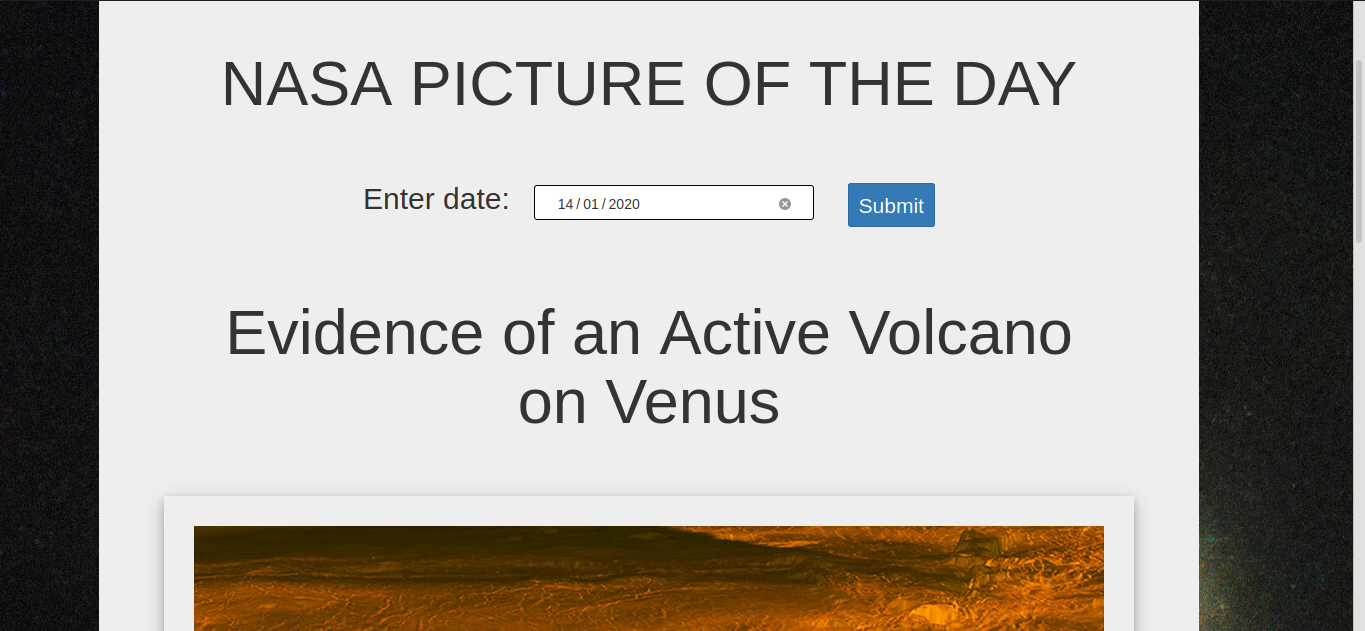 NASA PICTURE OF THE DAY
Enter date: 14 / 01 / 2020 Submit
Evidence of an Active Volcano
on Venus